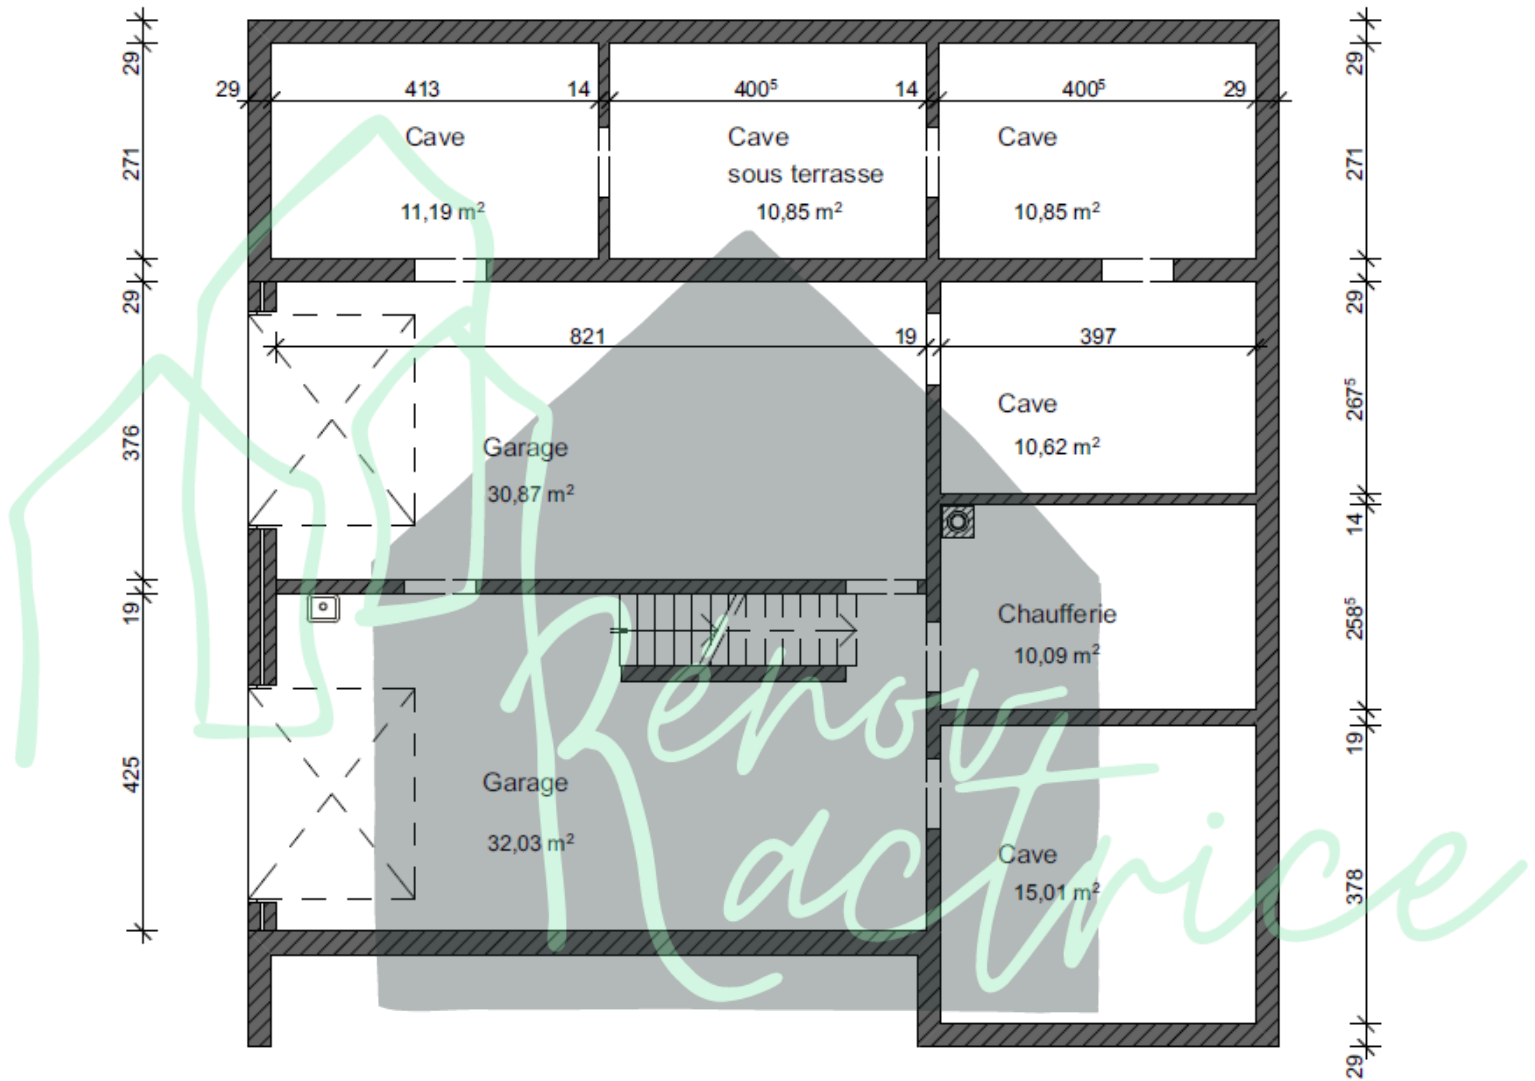 29 413 14 400⁵ 14 400⁵ 29
Cave
11,19 m²
Cave
sous terrasse
10,85 m²
Cave
10,85 m²
821 19 397
Garage
30,87 m²
Cave
10,62 m²
Chaufferie
10,09 m²
Garage
32,03 m²
Cave
15,01 m²
29
271
29
376
19
425
29
271
29
267⁵
14
258⁵
19
378
29
Renov
ractrice